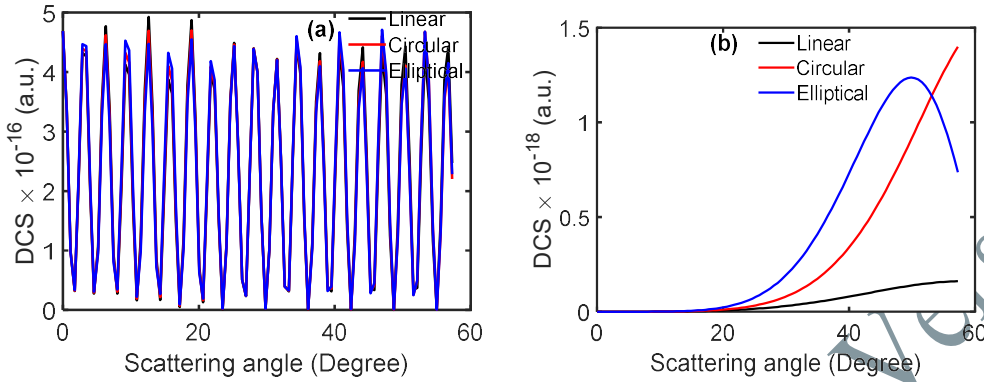 5
4
3
2
1
0
0
20
40
60
DCS × 10⁻¹⁶ (a.u.)
Scattering angle (Degree)
(a)
Linear
Circular
Elliptical
1.5
1
0.5
0
0
20
40
60
DCS × 10⁻¹⁸ (a.u.)
Scattering angle (Degree)
(b)
Linear
Circular
Elliptical